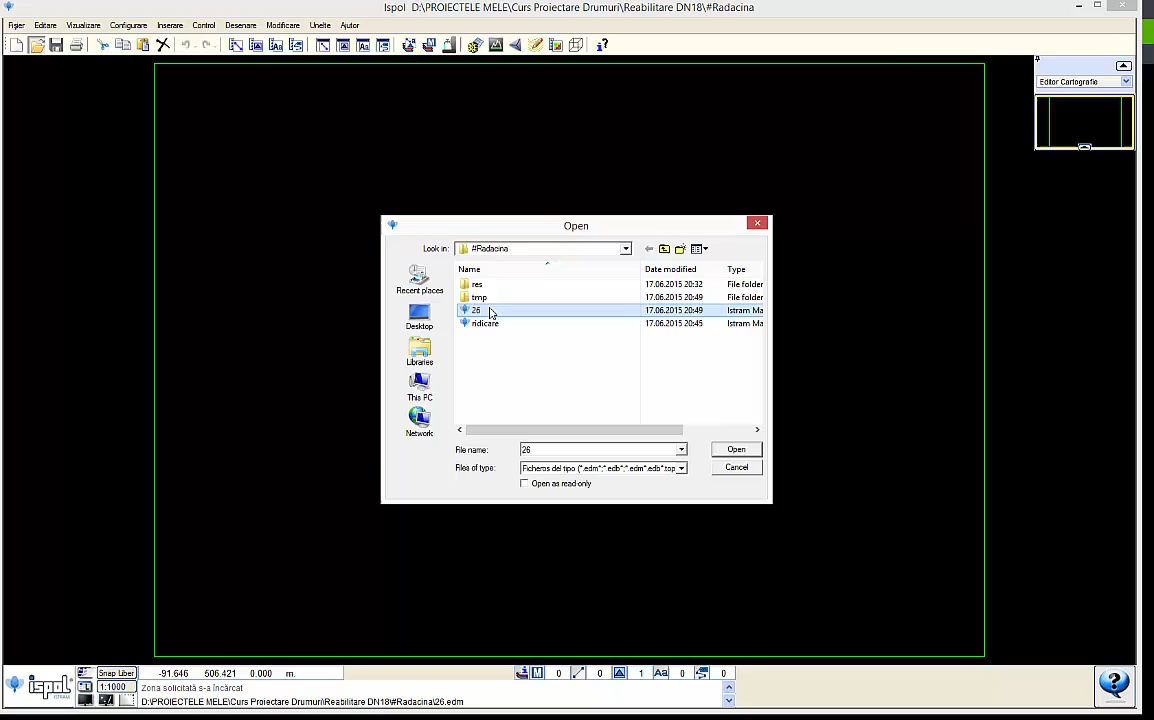 Ispol D:\PROIECTELE MELE\Curs Proiectare Drumuri\Reabilitare DN18\#Radacina
Fișier Editare Vizualizare Configurare Inserare Control Desenare Modificare Unelte Ajutor
Editor Cartografie
Open
Look in: #Radacina
Name Date modified Type
Recent places
Desktop
Libraries
This PC
Network
res 17.06.2015 20:32 File folder
tmp 17.06.2015 20:49 File folder
26 17.06.2015 20:49 Istram Ma
ridicare 17.06.2015 20:45 Istram Ma
File name: 26 Open
Files of type: Ficheros del tipo (*.edm*;*.edb*;*.edm*.edb*.top Cancel
Open as read-only
Snap Liber -91.646 506.421 0.000 m. M 0 0 1 Aa 0 0
1:1000 Zona solicitată s-a încărcat
D:\PROIECTELE MELE\Curs Proiectare Drumuri\Reabilitare DN18\#Radacina\26.edm
ispol
ISTRAM